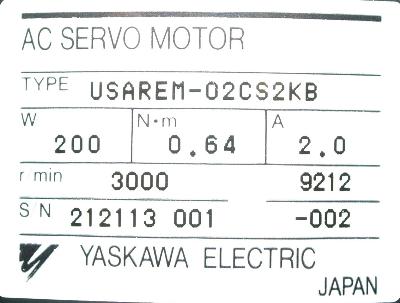 AC SERVO MOTOR
TYPE USAREM-02CS2KB
W N·m A
200 0.64 2.0
r min 3000 9212
S N 212113 001 -002
YASKAWA ELECTRIC
JAPAN